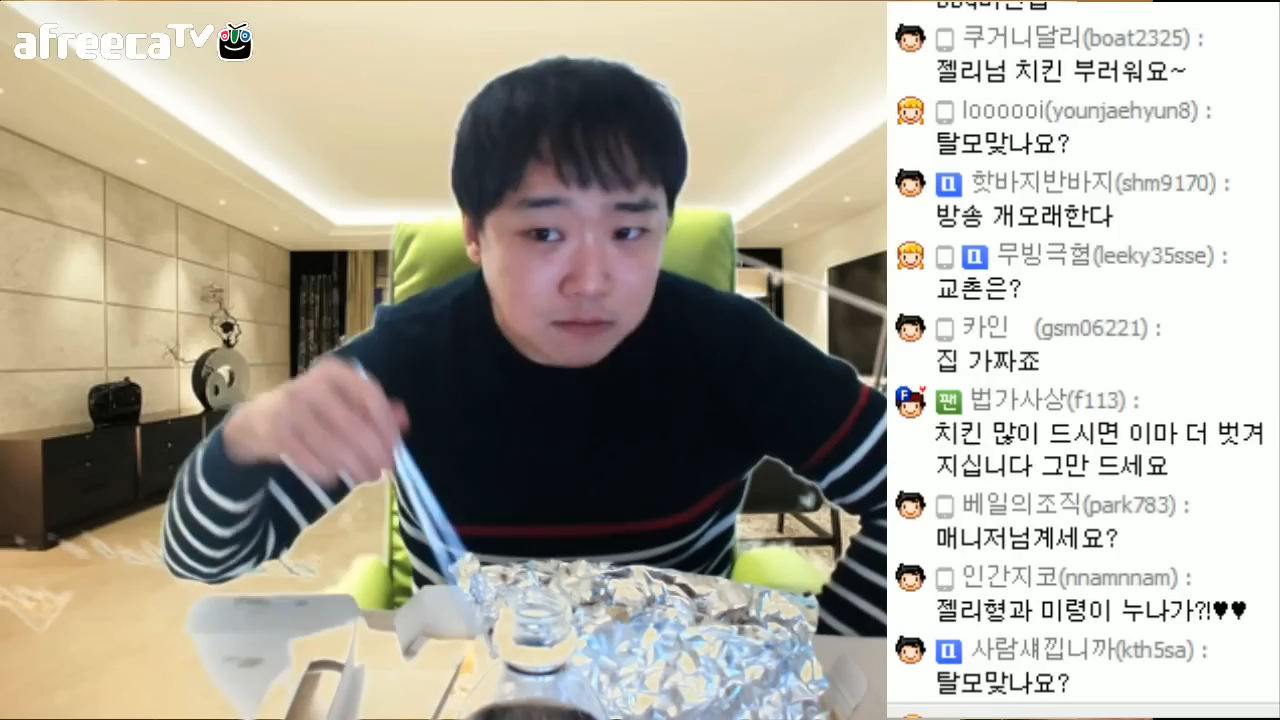 afreecaTV
쿠거니달리(boat2325) :
젤리님 치킨 부러워요~
loooooi(younjaehyun8) :
탈모맞나요?
핫바지반바지(shm9170) :
방송 개오래한다
무빙극혐(leeky35sse) :
교촌은?
카인 (gsm06221) :
집 가짜죠
팬 법가사상(f113) :
치킨 많이 드시면 이마 더 벗겨
지십니다 그만 드세요
베일의조직(park783) :
매니저님계세요?
인간지코(nnamnnam) :
젤리형과 미령이 누나가?!♥♥
사람새낍니까(kth5sa) :
탈모맞나요?